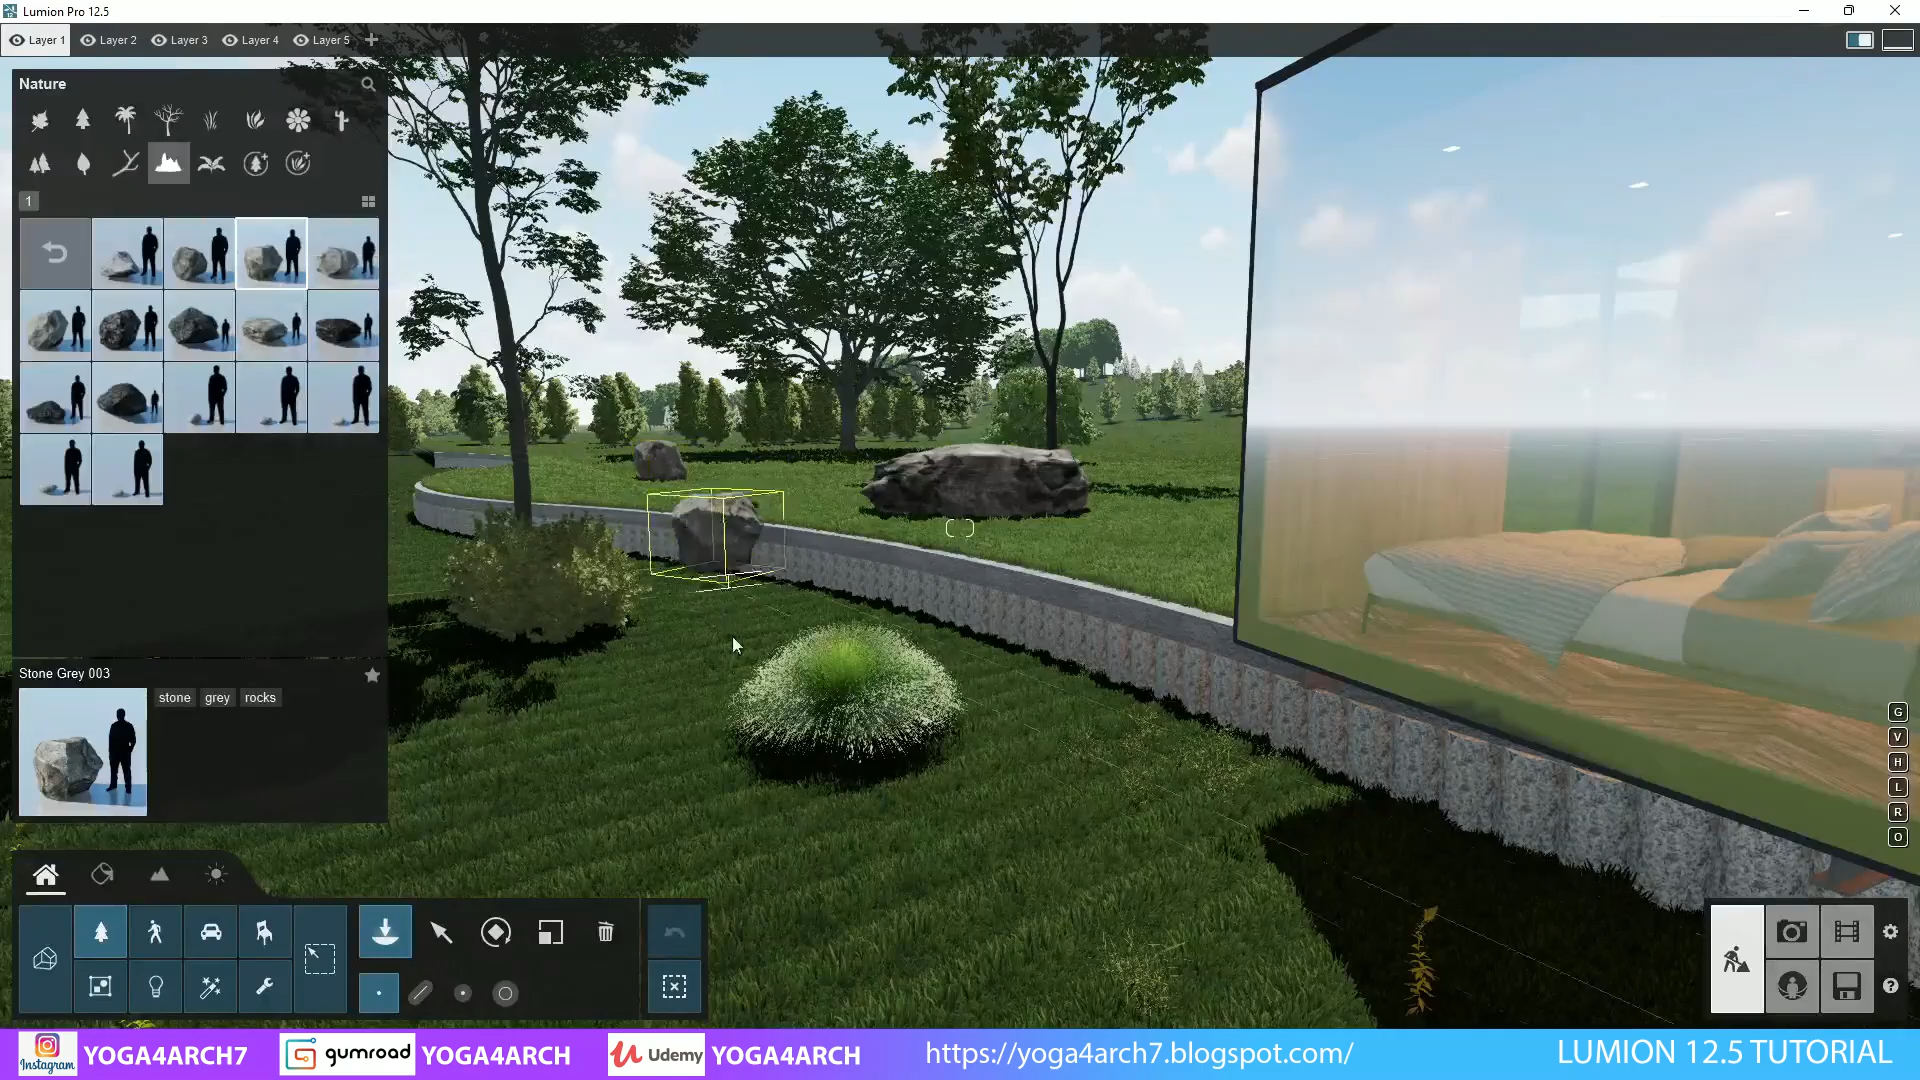 Lumion Pro 12.5
Layer 1 Layer 2 Layer 3 Layer 4 Layer 5
Nature
1
Stone Grey 003
stone grey rocks
G
V
H
L
R
O
Instagram YOGA4ARCH7 gumroad YOGA4ARCH Udemy YOGA4ARCH https://yoga4arch7.blogspot.com/ LUMION 12.5 TUTORIAL